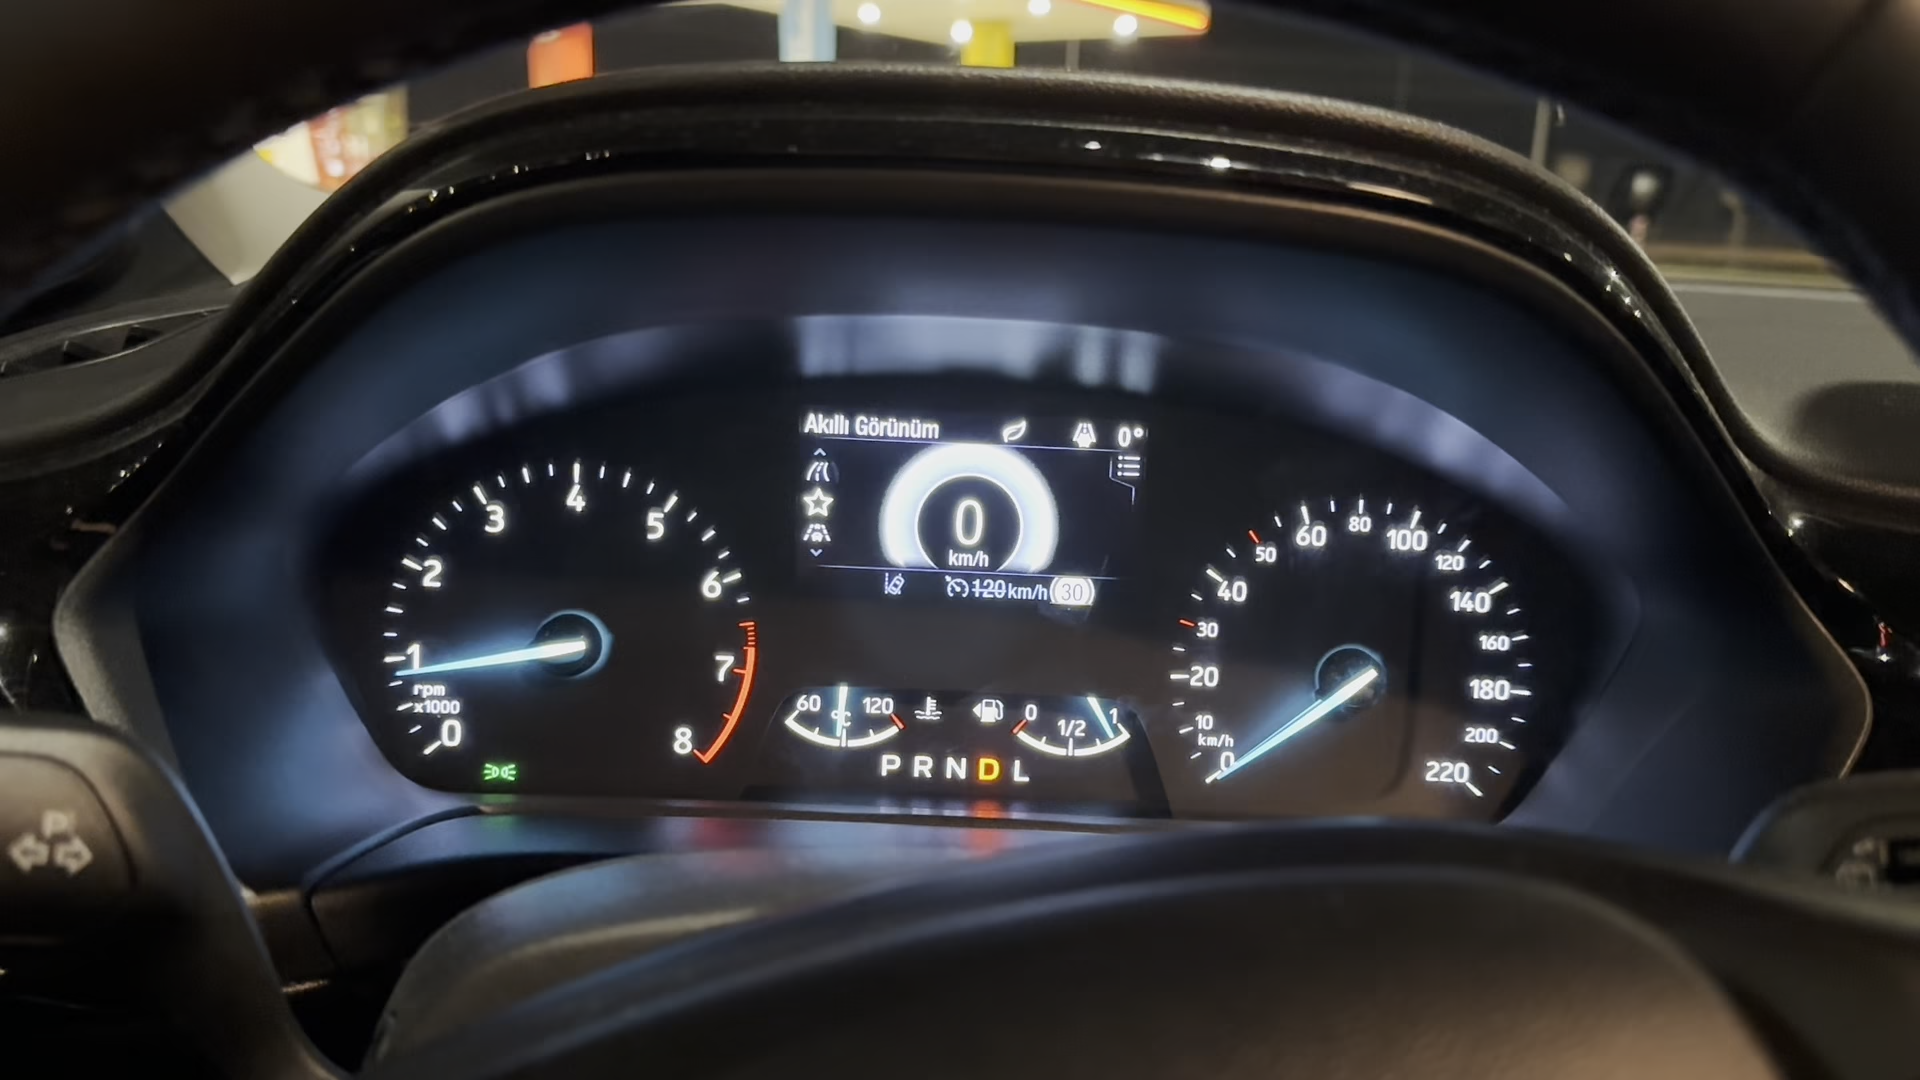 Akıllı Görünüm 0°
0
km/h
120 km/h 30
0 1 2 3 4 5 6 7 8
rpm
x1000
60 °C 120
0 1/2 1
P R N D L
0 10 20 30 40 50 60 80 100 120 140 160 180 200 220
km/h